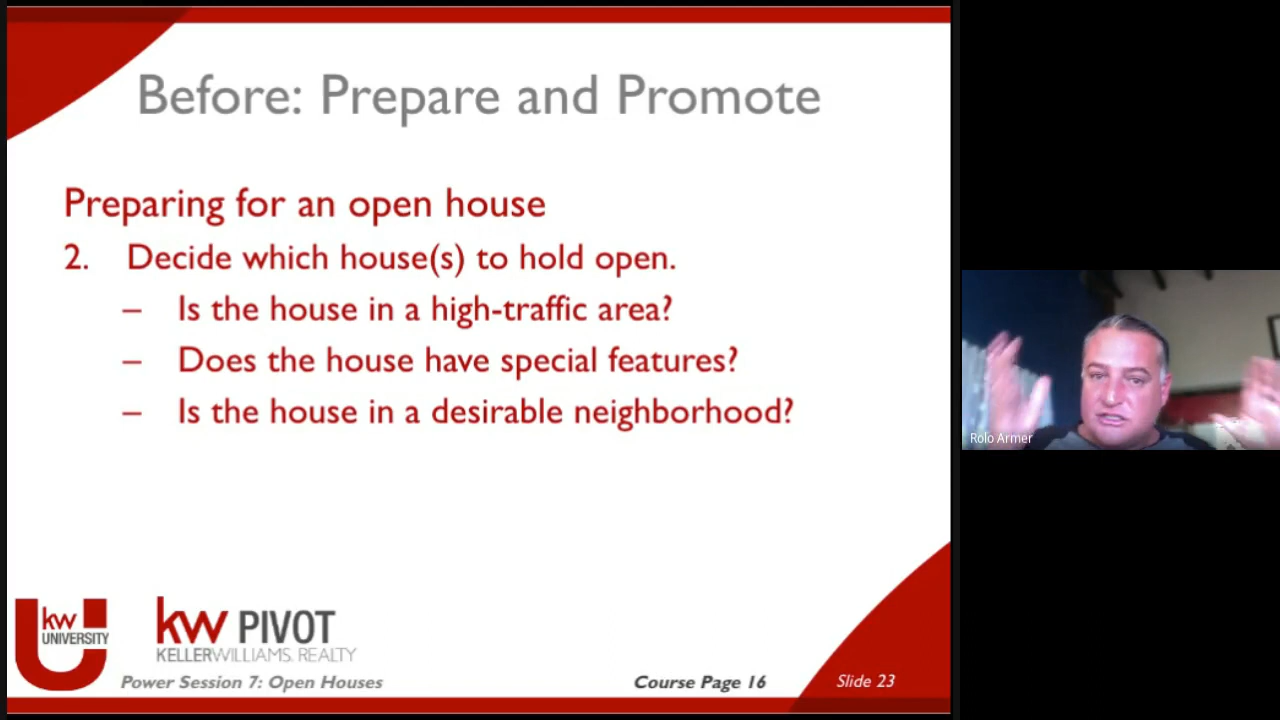 Before: Prepare and Promote
Preparing for an open house
2. Decide which house(s) to hold open.
– Is the house in a high-traffic area?
– Does the house have special features?
– Is the house in a desirable neighborhood?
Rolo Armer
kw
UNIVERSITY
kw PIVOT
KELLERWILLIAMS. REALTY
Power Session 7: Open Houses
Course Page 16
Slide 23